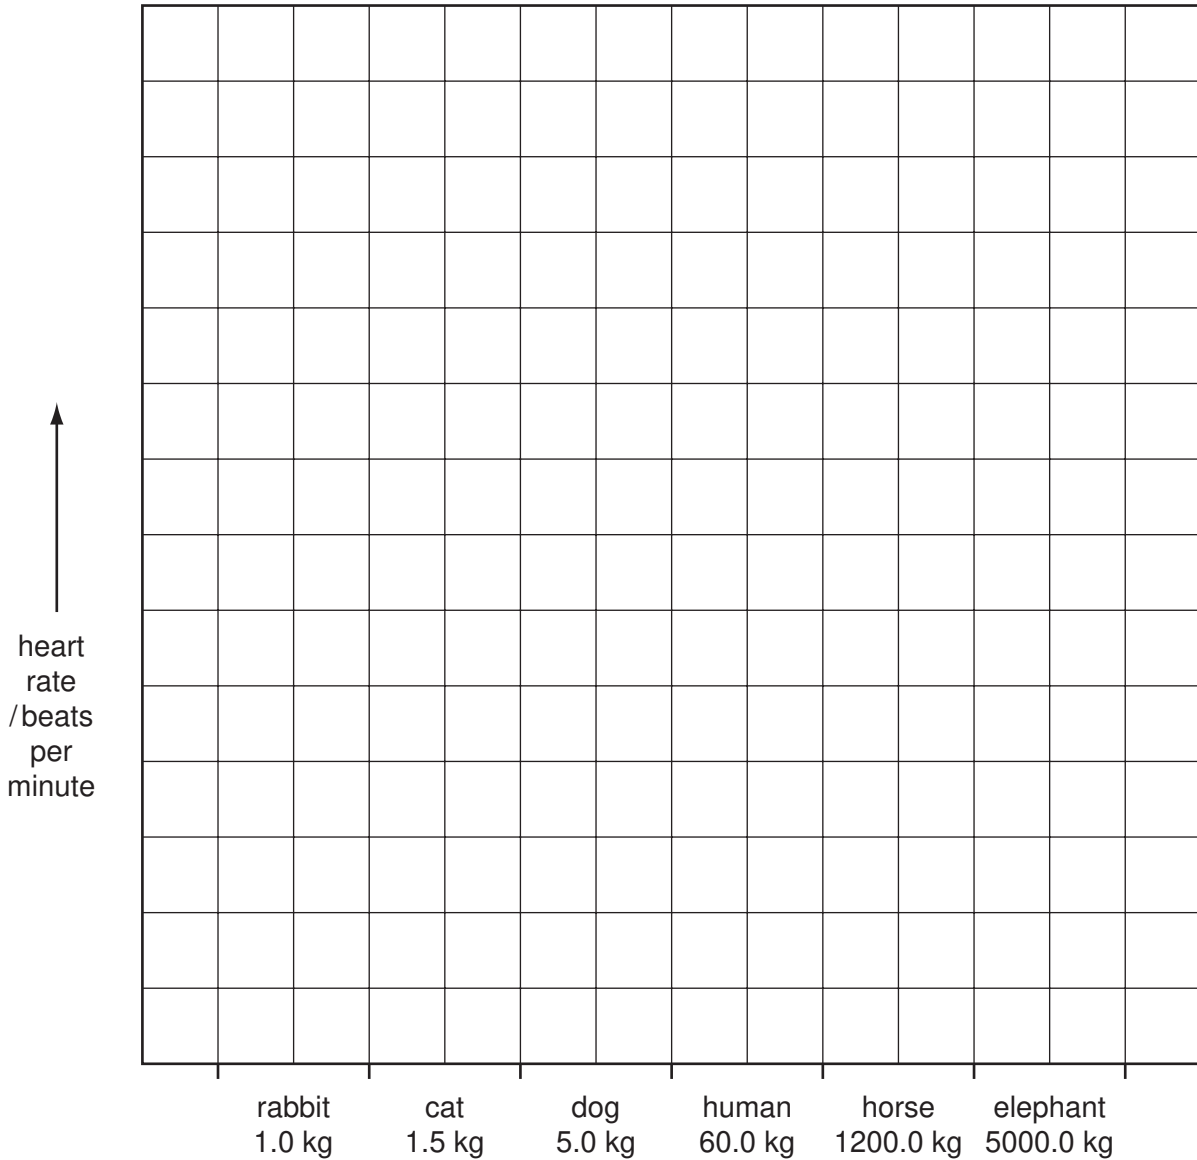 heart
rate
/beats
per
minute
rabbit cat dog human horse elephant
1.0 kg 1.5 kg 5.0 kg 60.0 kg 1200.0 kg 5000.0 kg